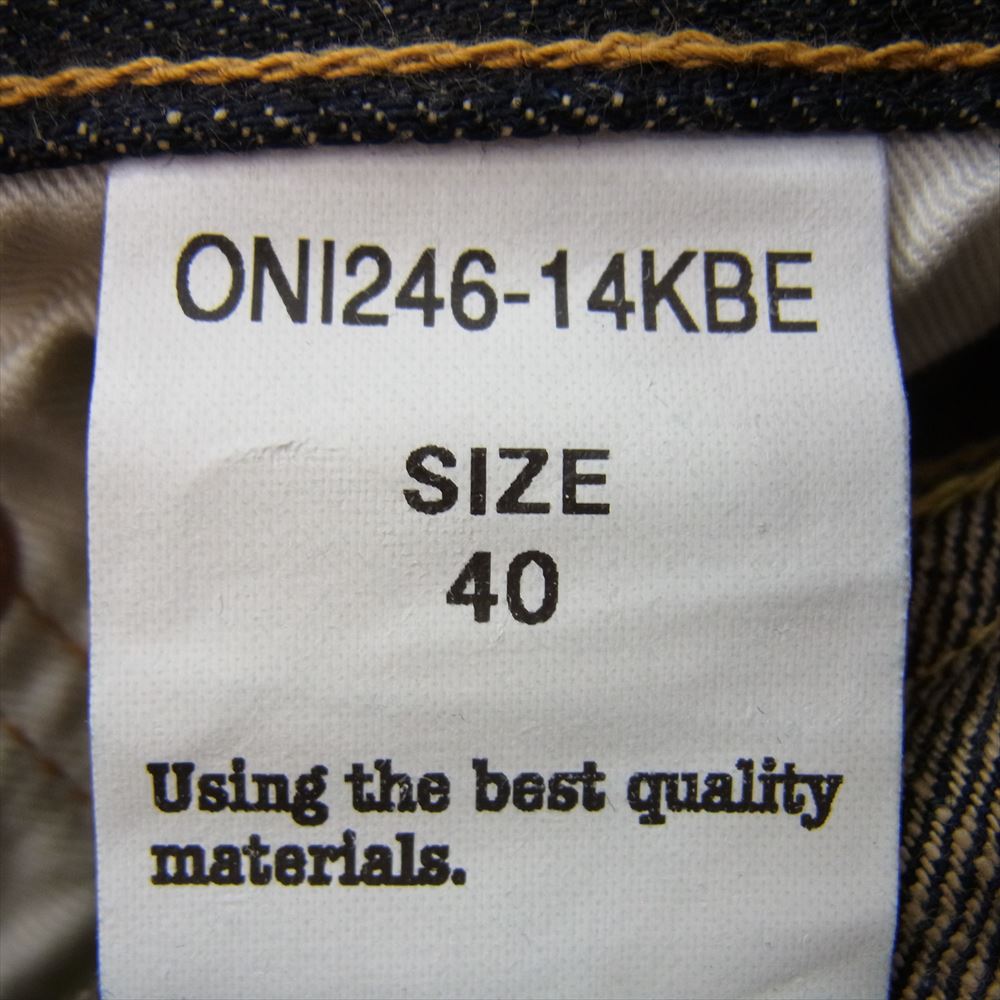 ONI246-14KBE
SIZE
40
Using the best quality
materials.